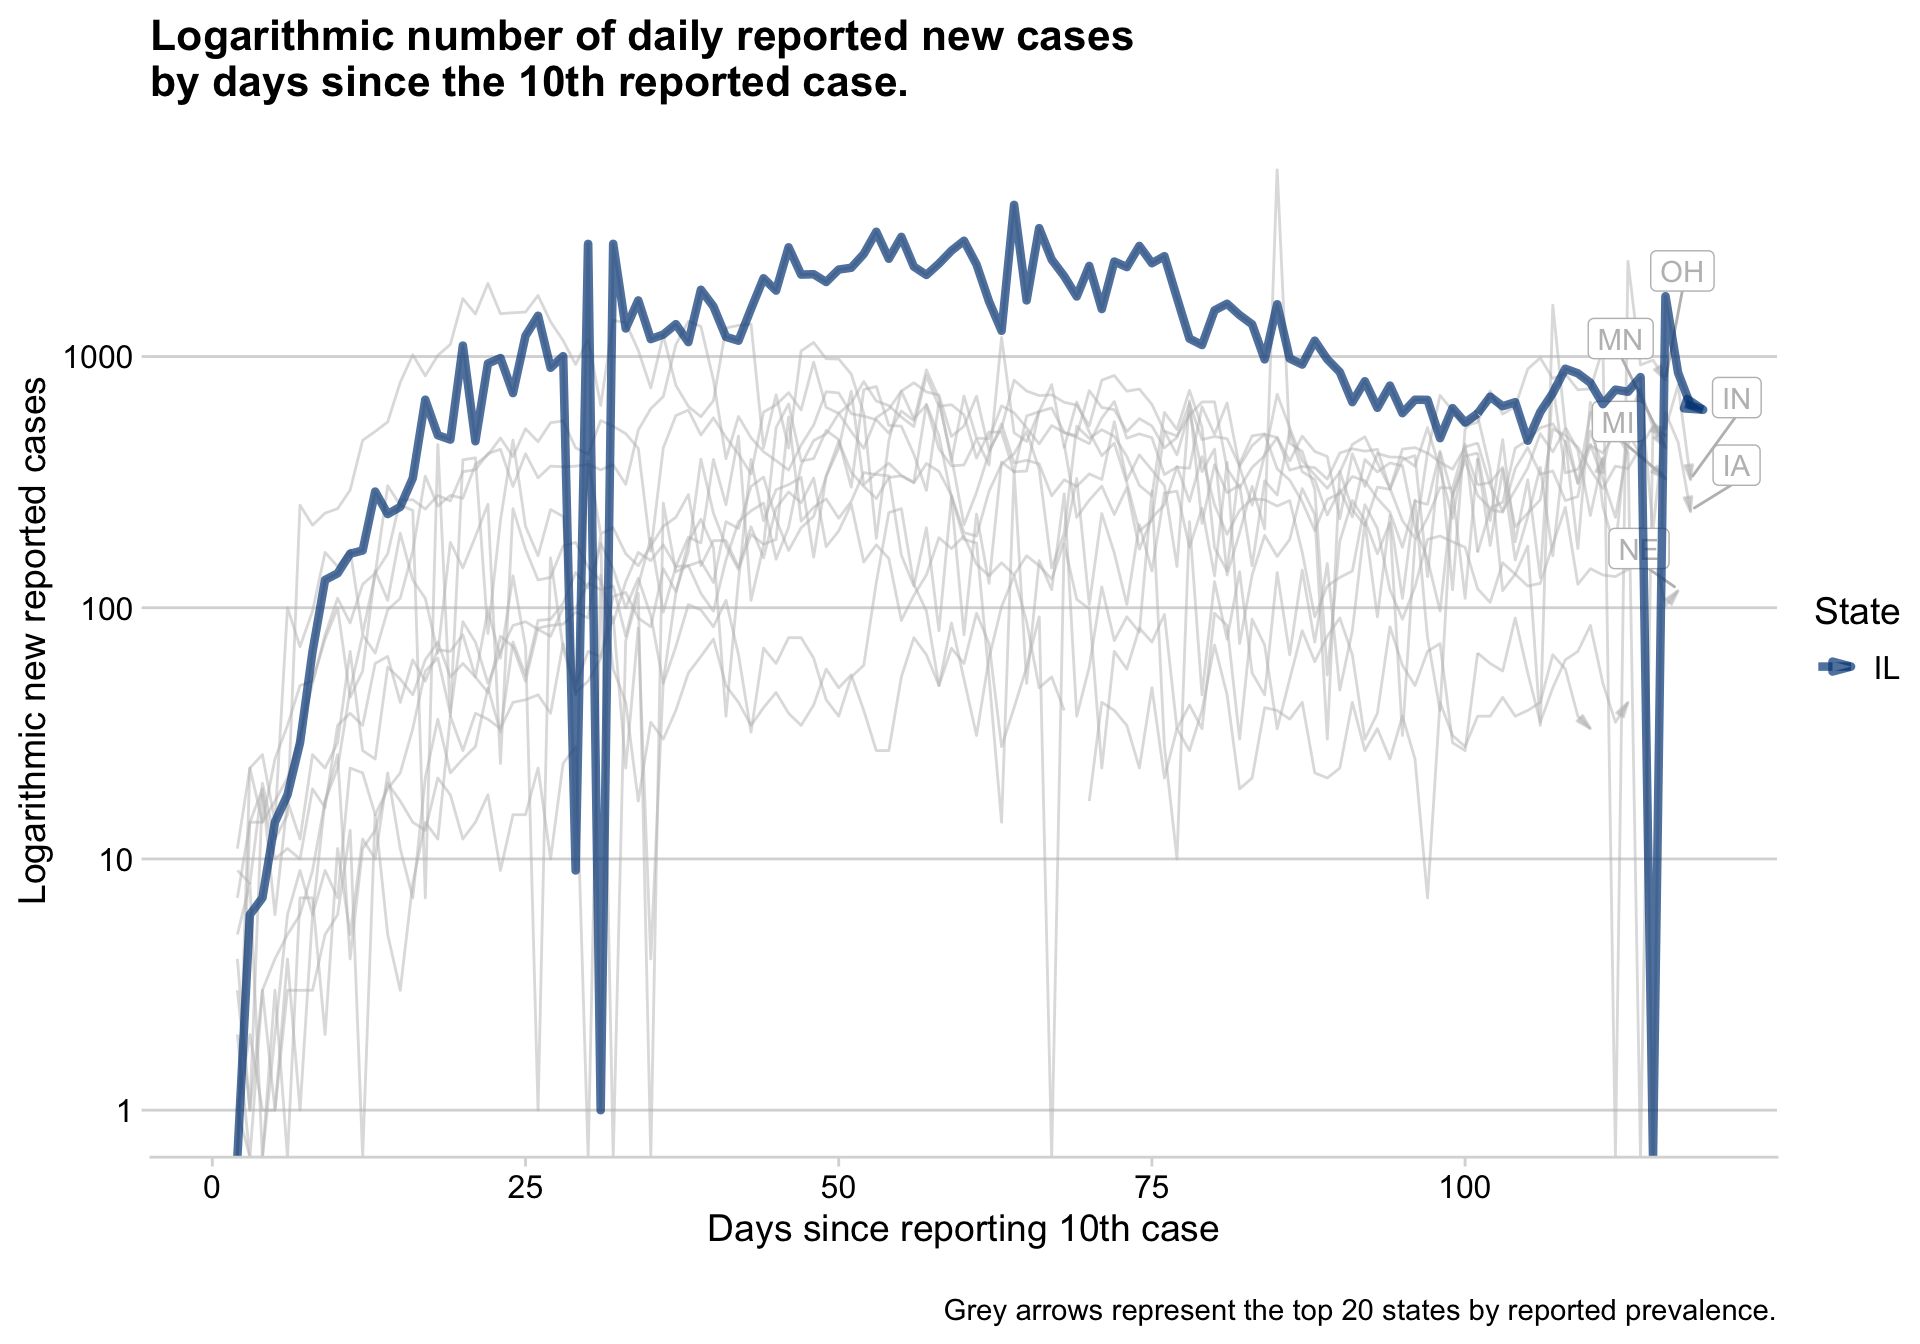 Logarithmic number of daily reported new cases
by days since the 10th reported case.
Logarithmic new reported cases
1000
100
10
1
OH
MN
IN
MI
IA
NE
State
IL
0
25
50
75
100
Days since reporting 10th case
Grey arrows represent the top 20 states by reported prevalence.